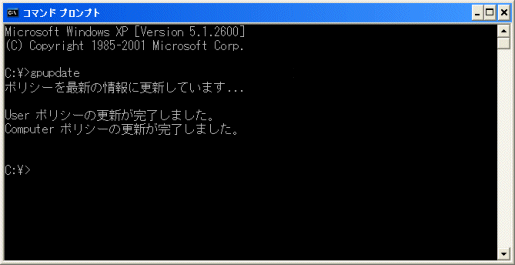 コマンド プロンプト
Microsoft Windows XP [Version 5.1.2600]
(C) Copyright 1985-2001 Microsoft Corp.
C:¥>gpupdate
ポリシーを最新の情報に更新しています...
User ポリシーの更新が完了しました。
Computer ポリシーの更新が完了しました。
C:¥>